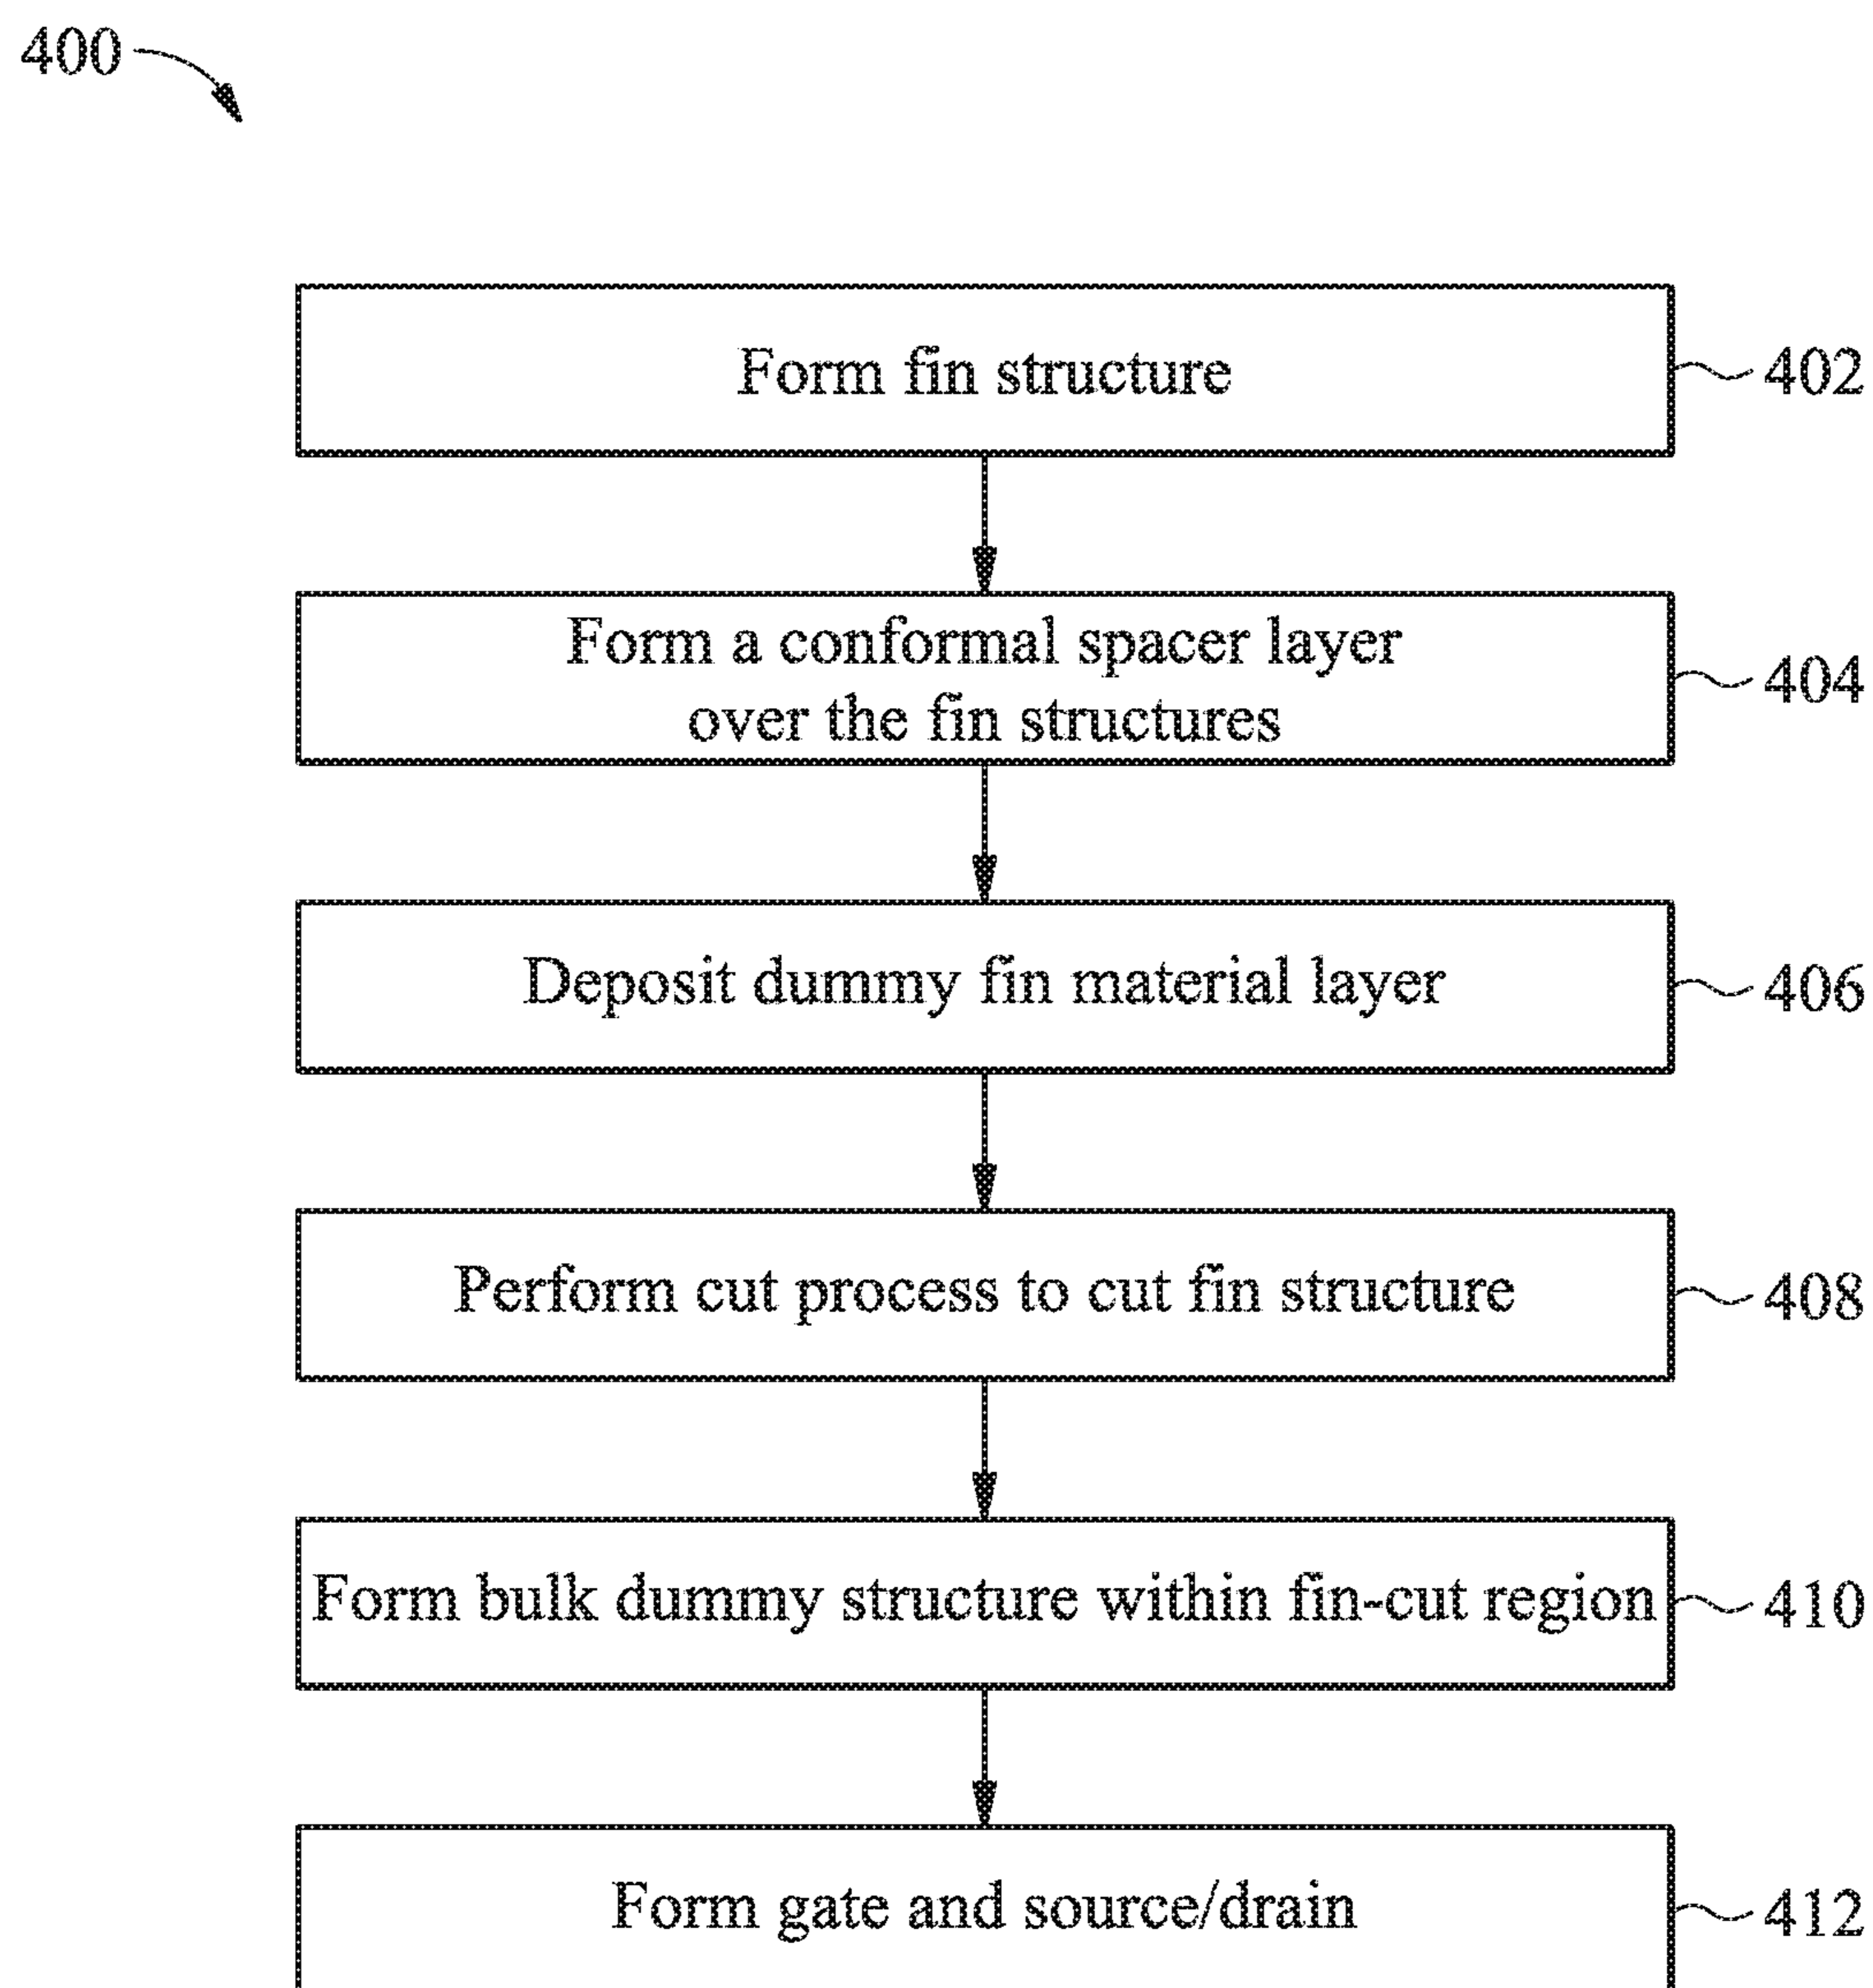 400
Form fin structure
402
Form a conformal spacer layer
over the fin structures
404
Deposit dummy fin material layer
406
Perform cut process to cut fin structure
408
Form bulk dummy structure within fin-cut region
410
Form gate and source/drain
412